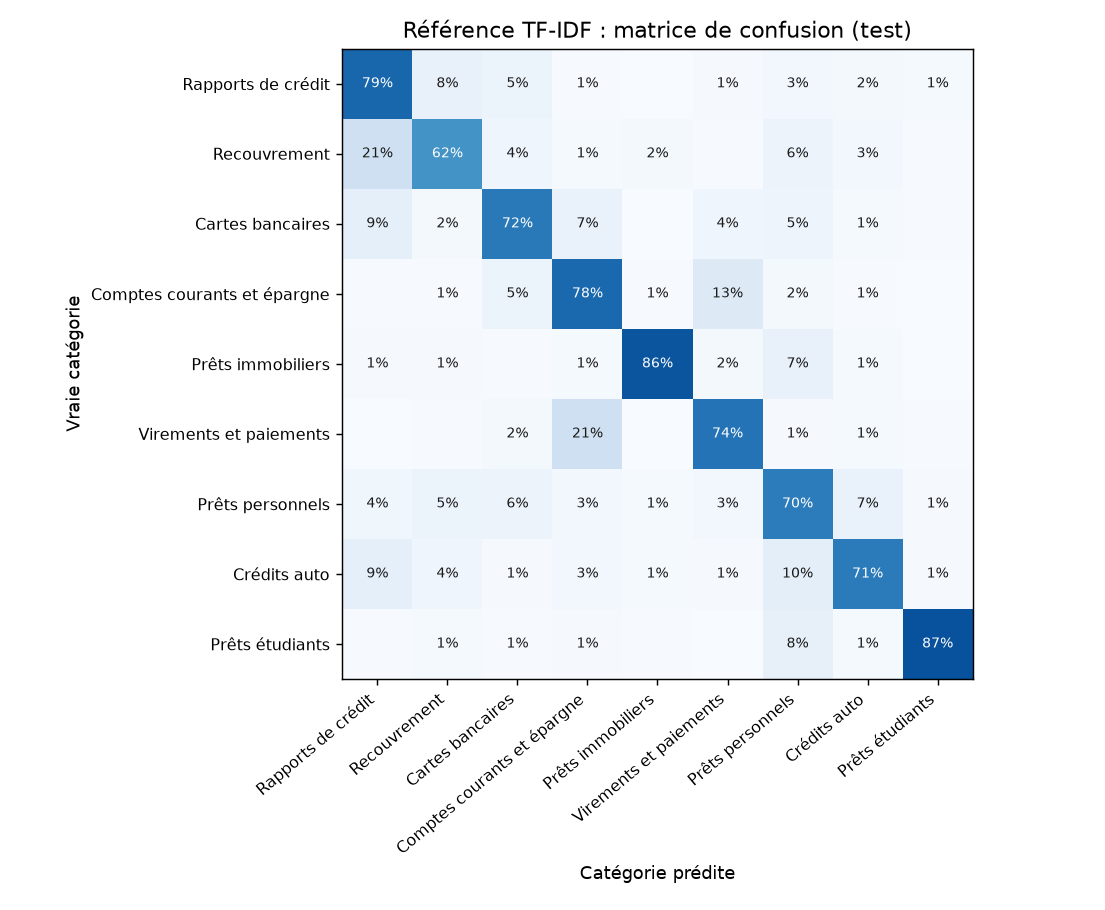 Référence TF-IDF : matrice de confusion (test)
Vraie catégorie
Rapports de crédit 79% 8% 5% 1% 1% 3% 2% 1%
Recouvrement 21% 62% 4% 1% 2% 6% 3%
Cartes bancaires 9% 2% 72% 7% 4% 5% 1%
Comptes courants et épargne 1% 5% 78% 1% 13% 2% 1%
Prêts immobiliers 1% 1% 1% 86% 2% 7% 1%
Virements et paiements 2% 21% 74% 1% 1%
Prêts personnels 4% 5% 6% 3% 1% 3% 70% 7% 1%
Crédits auto 9% 4% 1% 3% 1% 1% 10% 71% 1%
Prêts étudiants 1% 1% 1% 8% 1% 87%
Rapports de crédit
Recouvrement
Cartes bancaires
Comptes courants et épargne
Prêts immobiliers
Virements et paiements
Prêts personnels
Crédits auto
Prêts étudiants
Catégorie prédite